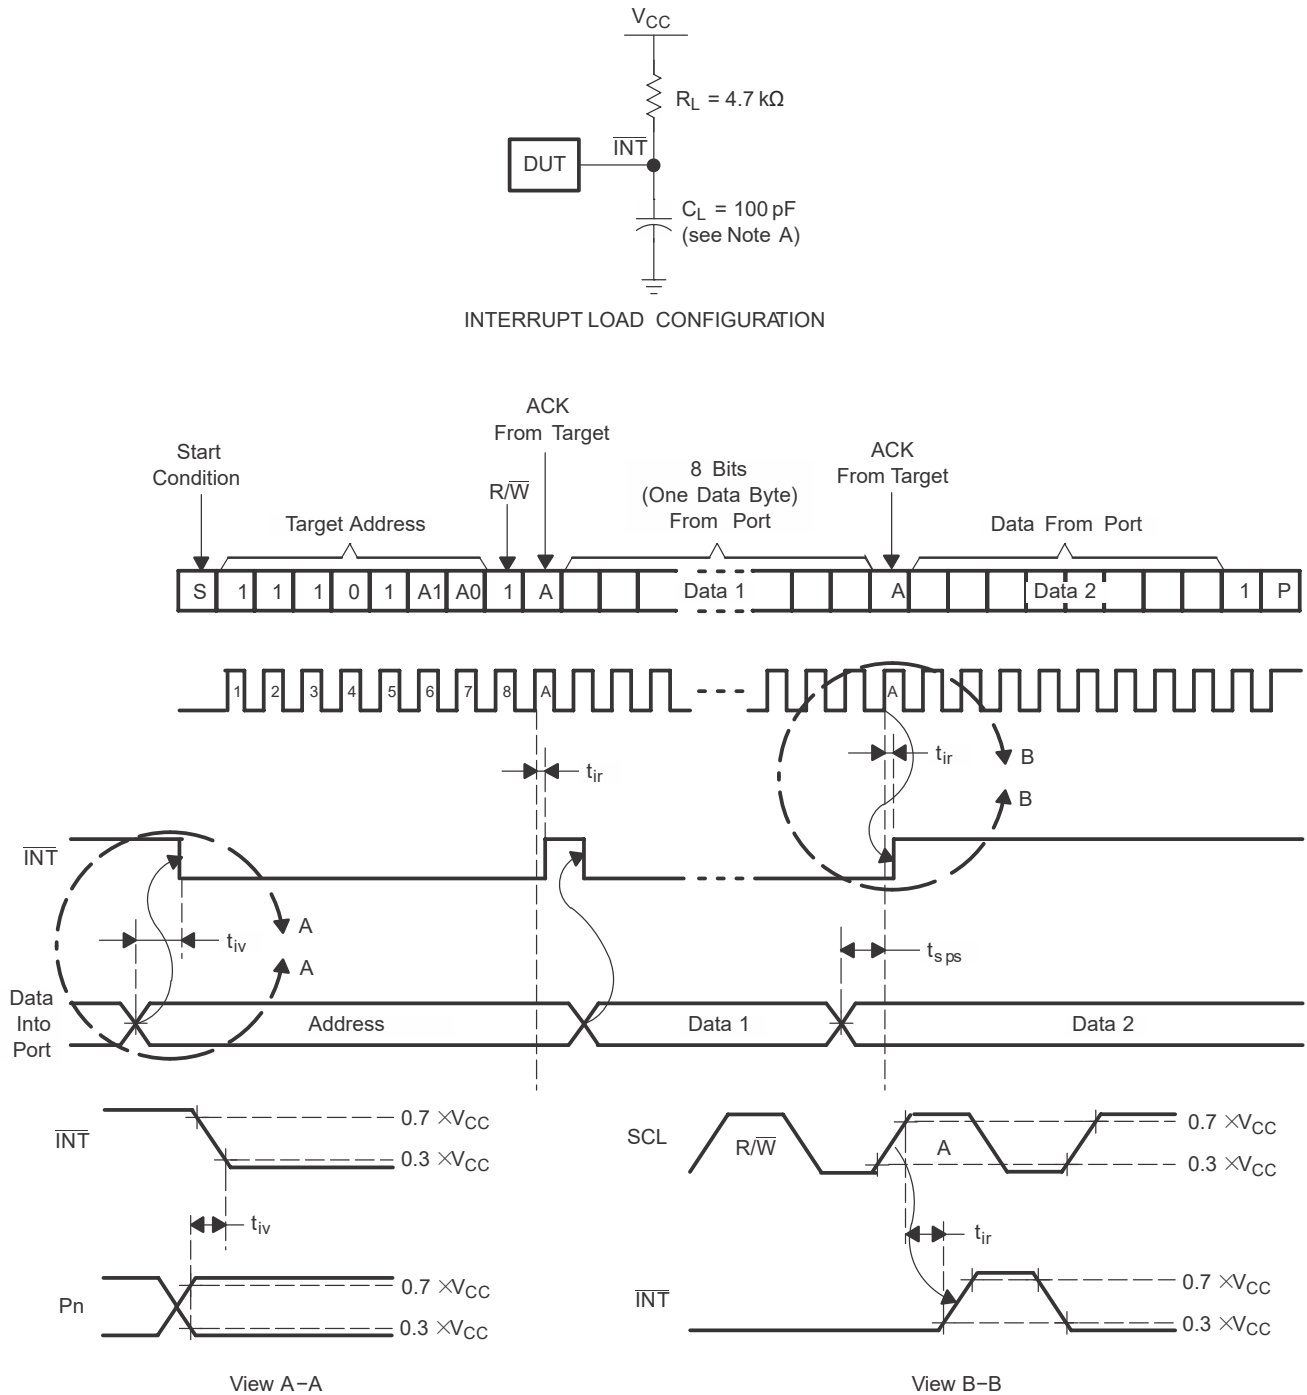 VCC
RL = 4.7 kΩ
INT
DUT
CL = 100 pF
(see Note A)
INTERRUPT LOAD CONFIGURATION
ACK
From Target
Start
Condition
R/W
Target Address
8 Bits
(One Data Byte)
From Port
ACK
From Target
Data From Port
S 1 1 1 0 1 A1 A0 1 A Data 1 A Data 2 1 P
1 2 3 4 5 6 7 8 A A
tir
tir
B
B
INT
A
A
tiv
tsps
Data
Into
Port
Address
Data 1
Data 2
INT
0.7 ×VCC
0.3 ×VCC
tiv
Pn
0.7 ×VCC
0.3 ×VCC
View A−A
SCL
R/W
A
0.7 ×VCC
0.3 ×VCC
tir
INT
0.7 ×VCC
0.3 ×VCC
View B−B